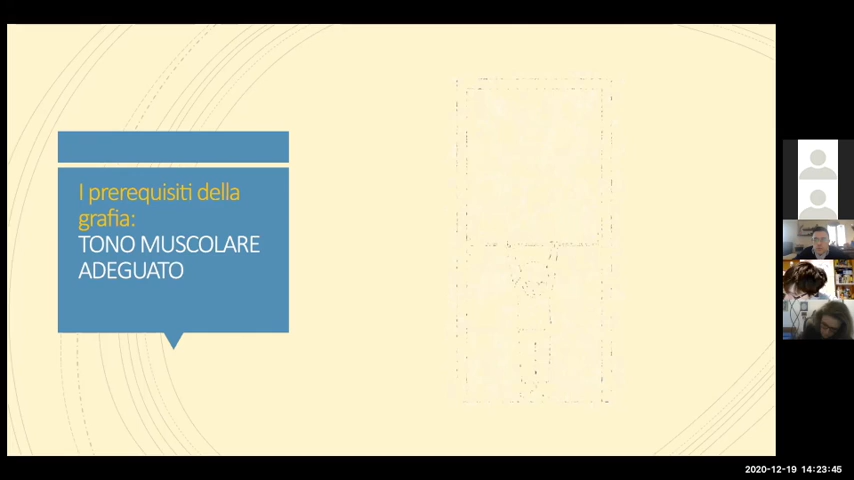 I prerequisiti della
grafia:
TONO MUSCOLARE
ADEGUATO
2020-12-19 14:23:45